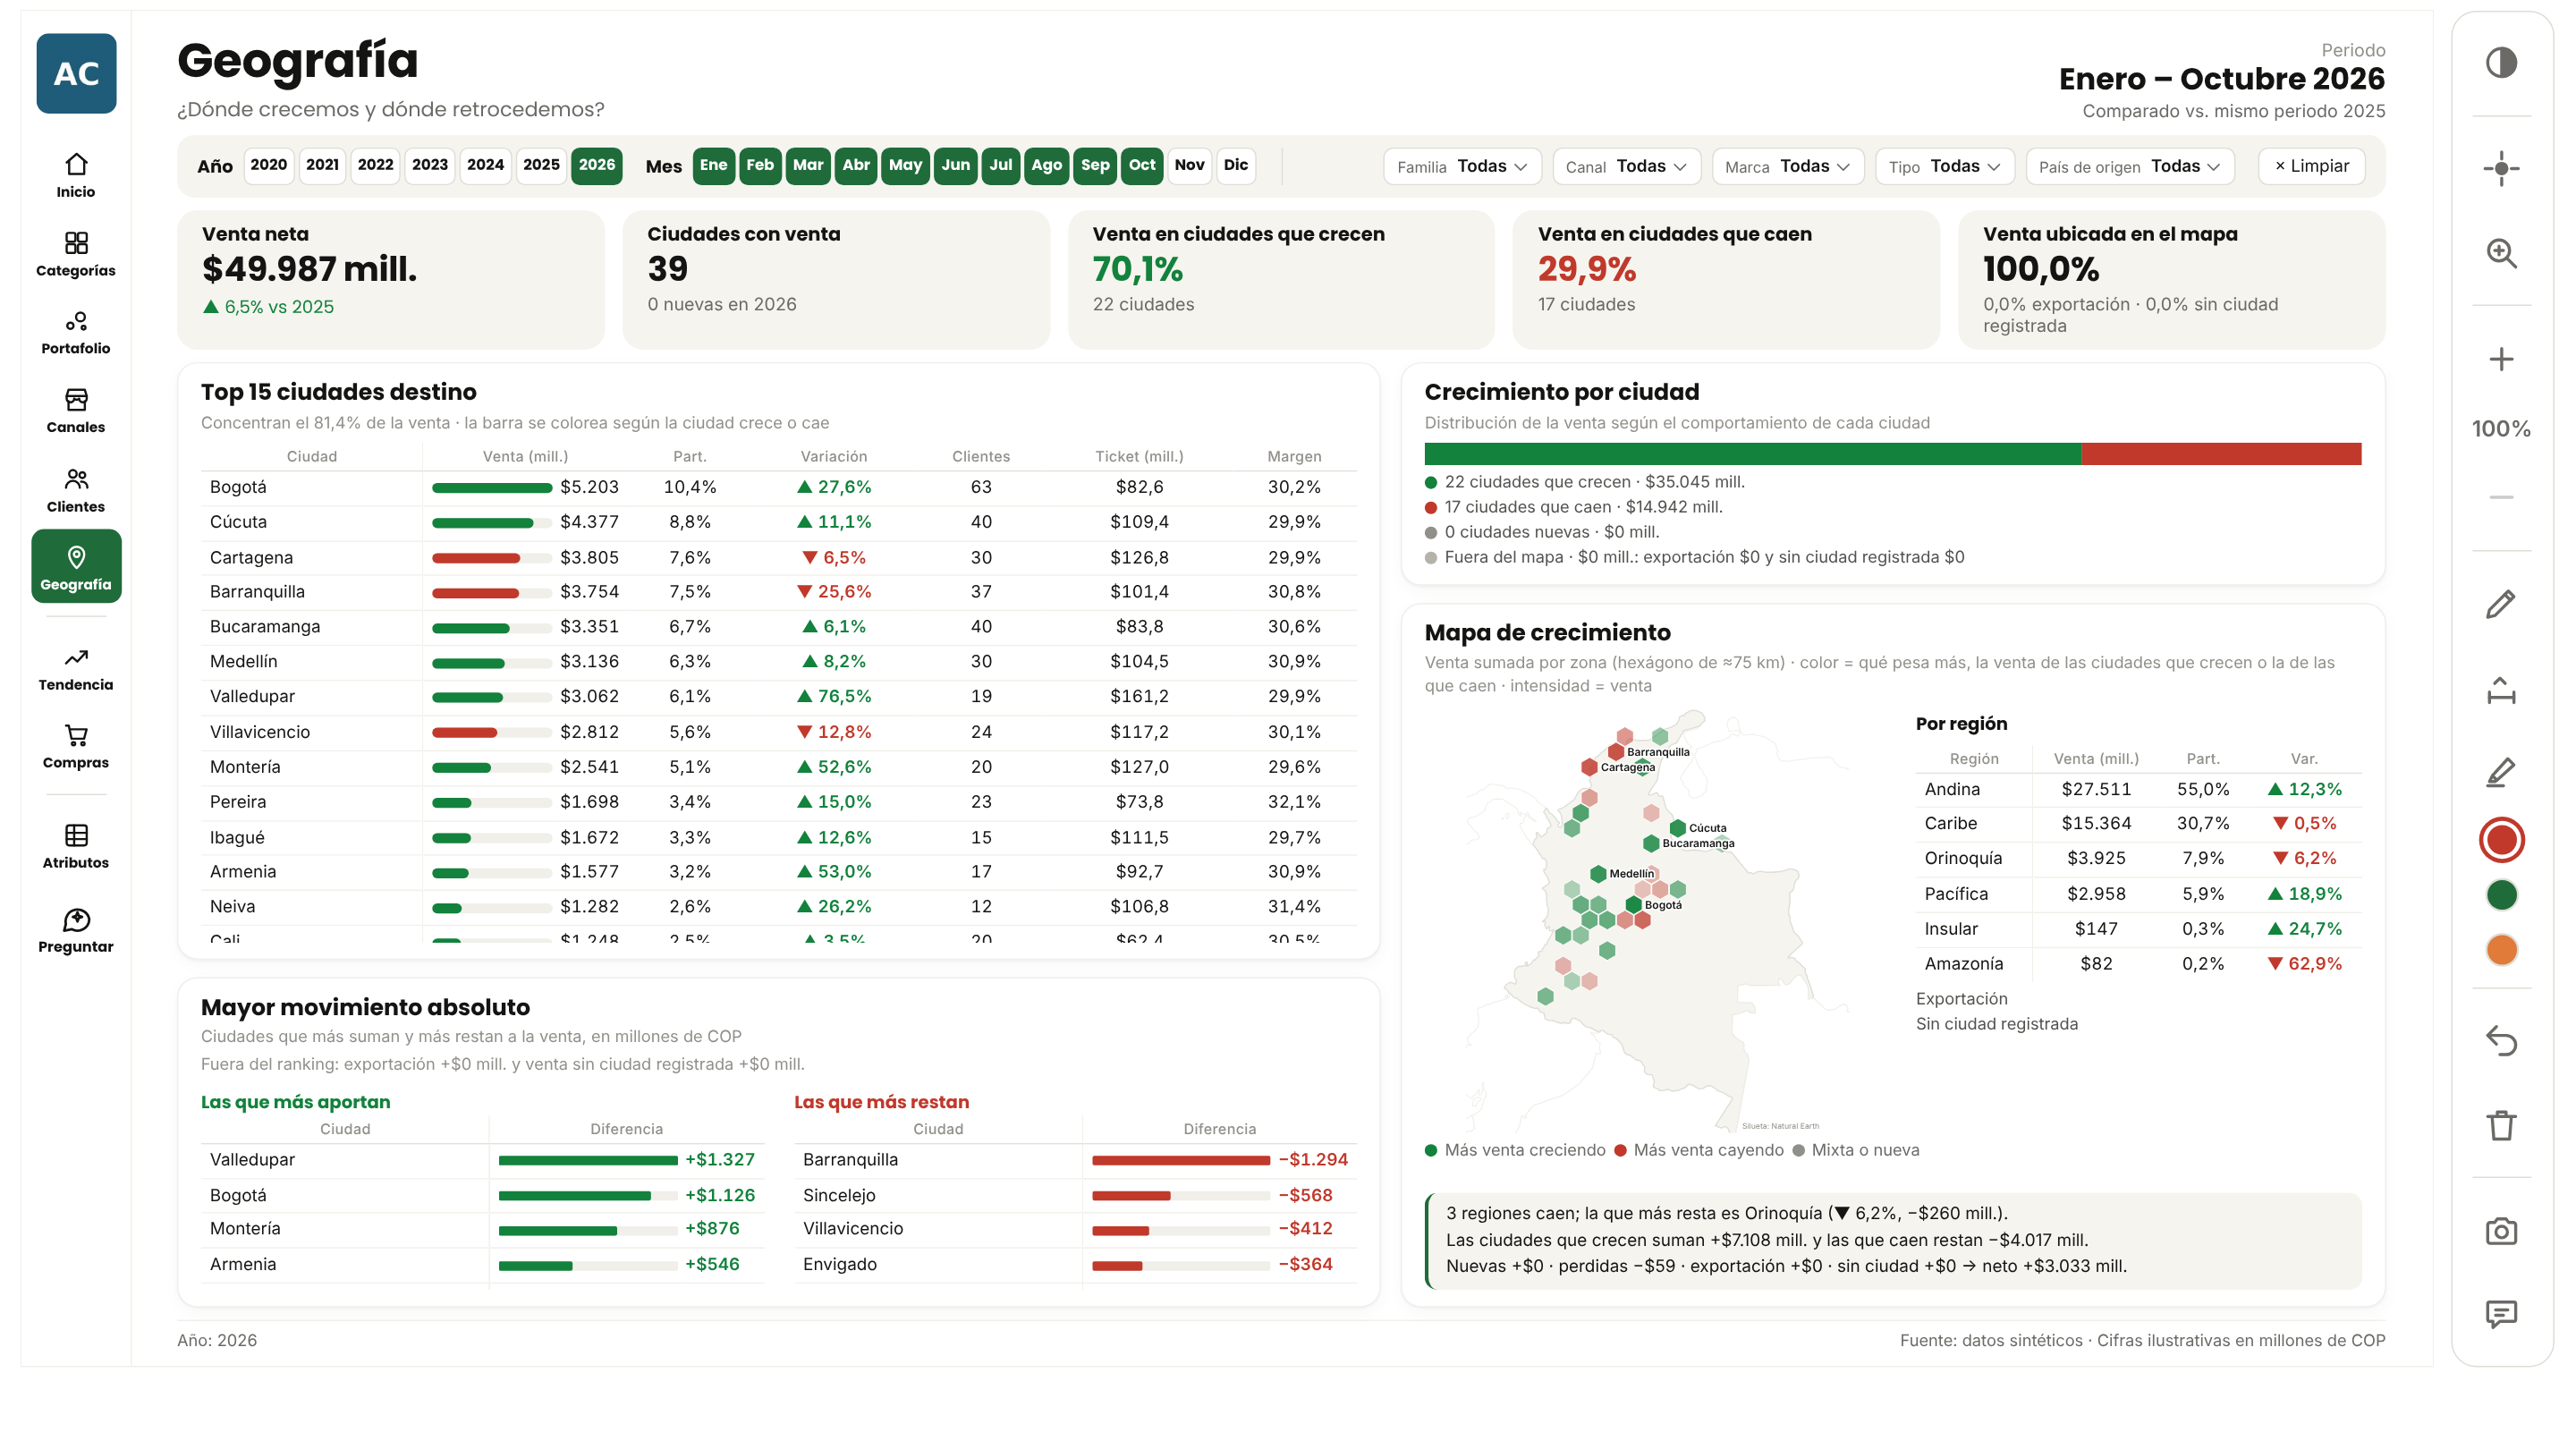 AC
Inicio
Categorías
Portafolio
Canales
Clientes
Geografía
Tendencia
Compras
Atributos
Preguntar
Geografía
¿Dónde crecemos y dónde retrocedemos?
Periodo
Enero – Octubre 2026
Comparado vs. mismo periodo 2025
Año 2020 2021 2022 2023 2024 2025 2026 Mes Ene Feb Mar Abr May Jun Jul Ago Sep Oct Nov Dic Familia Todas Canal Todas Marca Todas Tipo Todas País de origen Todas × Limpiar
Venta neta
$49.987 mill.
▲ 6,5% vs 2025
Ciudades con venta
39
0 nuevas en 2026
Venta en ciudades que crecen
70,1%
22 ciudades
Venta en ciudades que caen
29,9%
17 ciudades
Venta ubicada en el mapa
100,0%
0,0% exportación · 0,0% sin ciudad
registrada
Top 15 ciudades destino
Concentran el 81,4% de la venta · la barra se colorea según la ciudad crece o cae
Ciudad Venta (mill.) Part. Variación Clientes Ticket (mill.) Margen
Bogotá $5.203 10,4% ▲ 27,6% 63 $82,6 30,2%
Cúcuta $4.377 8,8% ▲ 11,1% 40 $109,4 29,9%
Cartagena $3.805 7,6% ▼ 6,5% 30 $126,8 29,9%
Barranquilla $3.754 7,5% ▼ 25,6% 37 $101,4 30,8%
Bucaramanga $3.351 6,7% ▲ 6,1% 40 $83,8 30,6%
Medellín $3.136 6,3% ▲ 8,2% 30 $104,5 30,9%
Valledupar $3.062 6,1% ▲ 76,5% 19 $161,2 29,9%
Villavicencio $2.812 5,6% ▼ 12,8% 24 $117,2 30,1%
Montería $2.541 5,1% ▲ 52,6% 20 $127,0 29,6%
Pereira $1.698 3,4% ▲ 15,0% 23 $73,8 32,1%
Ibagué $1.672 3,3% ▲ 12,6% 15 $111,5 29,7%
Armenia $1.577 3,2% ▲ 53,0% 17 $92,7 30,9%
Neiva $1.282 2,6% ▲ 26,2% 12 $106,8 31,4%
Cali $1.248 2,5% ▲ 3,5% 20 $62,4 30,5%
Mayor movimiento absoluto
Ciudades que más suman y más restan a la venta, en millones de COP
Fuera del ranking: exportación +$0 mill. y venta sin ciudad registrada +$0 mill.
Las que más aportan
Ciudad Diferencia
Valledupar +$1.327
Bogotá +$1.126
Montería +$876
Armenia +$546
Las que más restan
Ciudad Diferencia
Barranquilla −$1.294
Sincelejo −$568
Villavicencio −$412
Envigado −$364
Crecimiento por ciudad
Distribución de la venta según el comportamiento de cada ciudad
22 ciudades que crecen · $35.045 mill.
17 ciudades que caen · $14.942 mill.
0 ciudades nuevas · $0 mill.
Fuera del mapa · $0 mill.: exportación $0 y sin ciudad registrada $0
Mapa de crecimiento
Venta sumada por zona (hexágono de ≈75 km) · color = qué pesa más, la venta de las ciudades que crecen o la de las
que caen · intensidad = venta
Barranquilla
Cartagena
Cúcuta
Bucaramanga
Medellín
Bogotá
Silueta: Natural Earth
Por región
Región Venta (mill.) Part. Var.
Andina $27.511 55,0% ▲ 12,3%
Caribe $15.364 30,7% ▼ 0,5%
Orinoquía $3.925 7,9% ▼ 6,2%
Pacífica $2.958 5,9% ▲ 18,9%
Insular $147 0,3% ▲ 24,7%
Amazonía $82 0,2% ▼ 62,9%
Exportación
Sin ciudad registrada
Más venta creciendo Más venta cayendo Mixta o nueva
3 regiones caen; la que más resta es Orinoquía (▼ 6,2%, −$260 mill.).
Las ciudades que crecen suman +$7.108 mill. y las que caen restan −$4.017 mill.
Nuevas +$0 · perdidas −$59 · exportación +$0 · sin ciudad +$0 → neto +$3.033 mill.
Año: 2026
Fuente: datos sintéticos · Cifras ilustrativas en millones de COP
100%